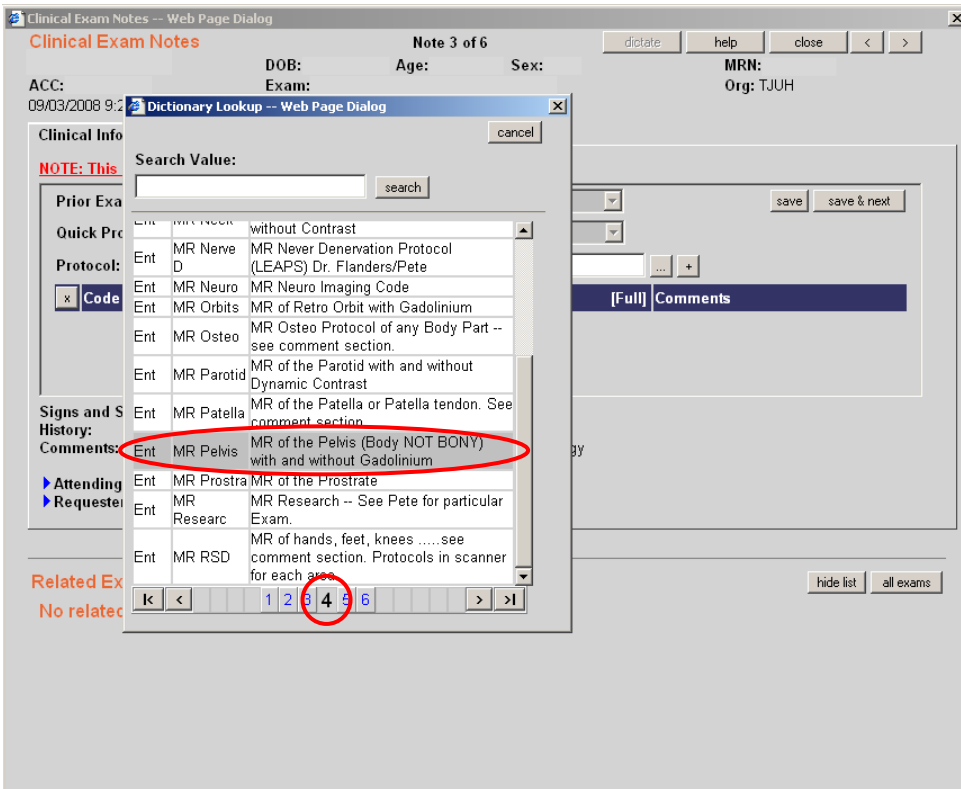 Clinical Exam Notes -- Web Page Dialog
Clinical Exam Notes
Note 3 of 6
dictate
help
close
<
>
DOB:
Age:
Sex:
MRN:
ACC:
Exam:
Org: TJUH
09/03/2008 9:2
Dictionary Lookup -- Web Page Dialog
cancel
Clinical Info
Search Value:
NOTE: This
search
Prior Exa
save
save & next
Quick Pro
Protocol:
...
+
x
Code
[Full]
Comments
Ent
without Contrast
Ent MR Nerve D MR Never Denervation Protocol
(LEAPS) Dr. Flanders/Pete
Ent MR Neuro MR Neuro Imaging Code
Ent MR Orbits MR of Retro Orbit with Gadolinium
Ent MR Osteo MR Osteo Protocol of any Body Part --
see comment section.
Ent MR Parotid MR of the Parotid with and without
Dynamic Contrast
Ent MR Patella MR of the Patella or Patella tendon. See
comment section
Ent MR Pelvis MR of the Pelvis (Body NOT BONY)
with and without Gadolinium
Ent MR Prostra MR of the Prostrate
Ent MR Researc MR Research -- See Pete for particular
Exam.
Ent MR RSD MR of hands, feet, knees .....see
comment section. Protocols in scanner
for each area
Signs and S
History:
Comments:
gy
Attending
Requester
Related Ex
hide list
all exams
No related
1 2 3 4 5 6